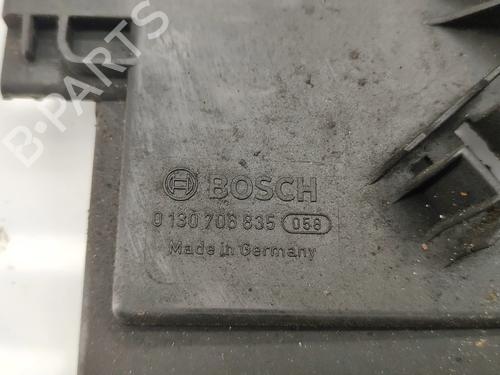 B-PARTS
BOSCH
0 130 706 835 056
Made in Germany